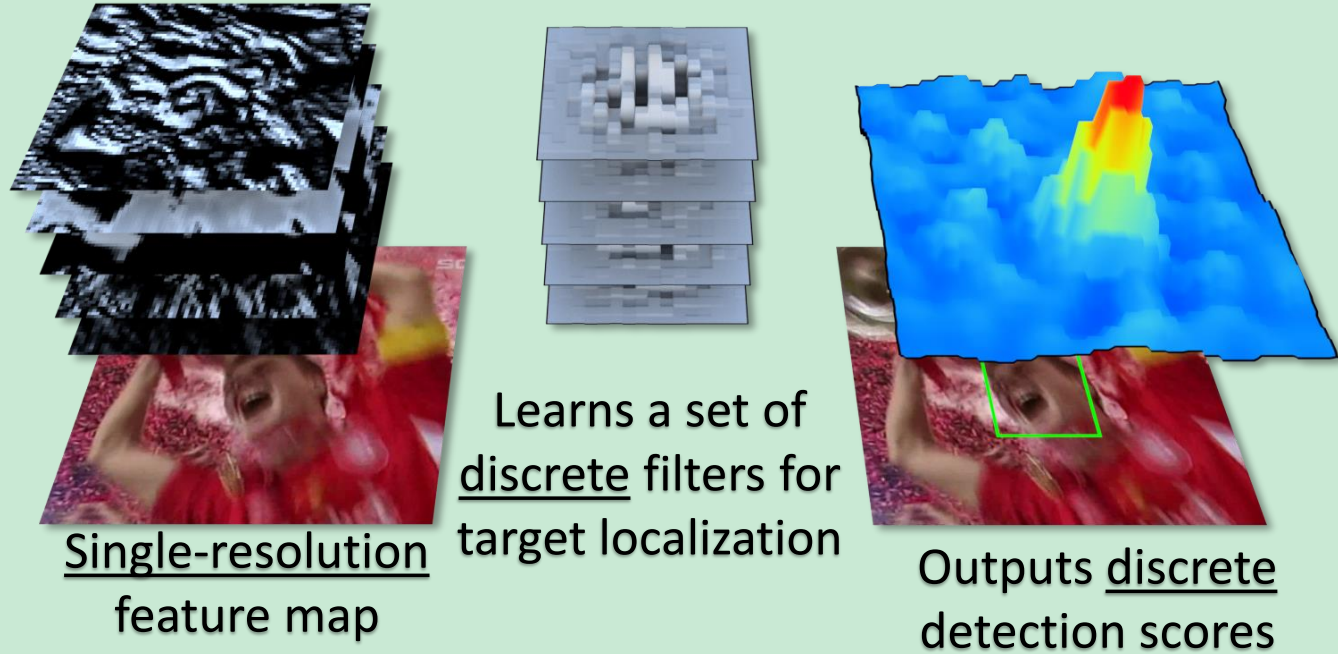 Single-resolution
feature map
Learns a set of
discrete filters for
target localization
Outputs discrete
detection scores